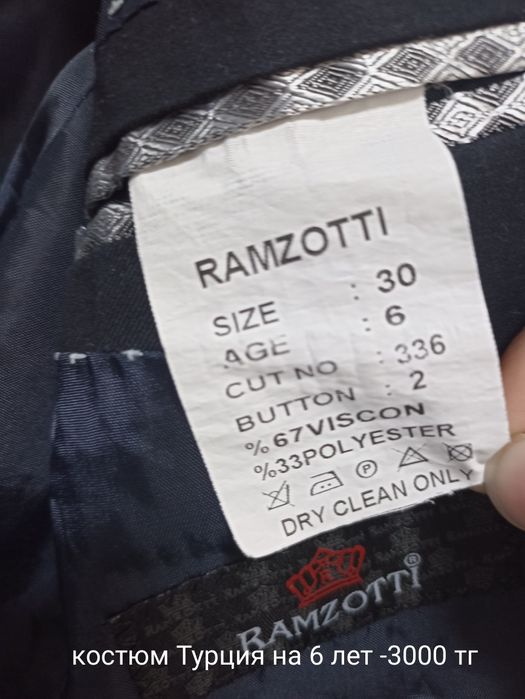 RAMZOTTI
SIZE : 30
AGE : 6
CUT NO : 336
BUTTON : 2
%67VISCON
%33POLYESTER
P
DRY CLEAN ONLY
RAMZOTTI®
костюм Турция на 6 лет -3000 тг